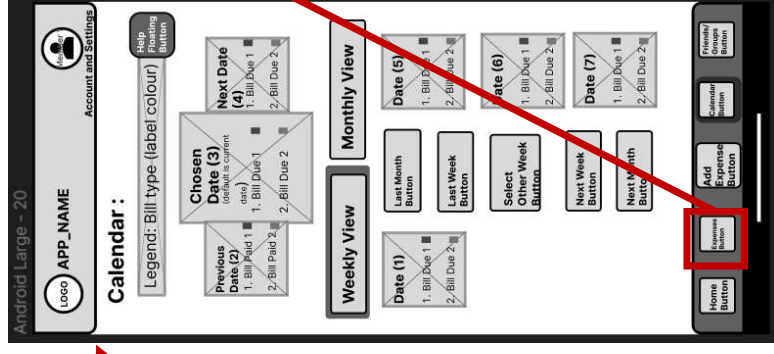 Android Large - 20
LOGO
APP_NAME
Member
Account and Settings
Calendar :
Help
Floating
Button
Legend: Bill type (label colour)
Previous
Date (2)
1. Bill Paid 1
2. Bill Paid 2
Chosen
Date (3)
(default is current
date)
1. Bill Due 1
2. Bill Due 2
Next Date
(4)
1. Bill Due 1
2. Bill Due 2
Weekly View
Monthly View
Date (1)
1. Bill Due 1
2. Bill Due 2
Last Month
Button
Last Week
Button
Select
Other Week
Button
Next Week
Button
Next Month
Button
Date (5)
1. Bill Due 1
2. Bill Due 2
Date (6)
1. Bill Due 1
2. Bill Due 2
Date (7)
1. Bill Due 1
2. Bill Due 2
Home
Button
Expenses
Button
Add
Expense
Button
Calendar
Button
Friends/
Groups
Button